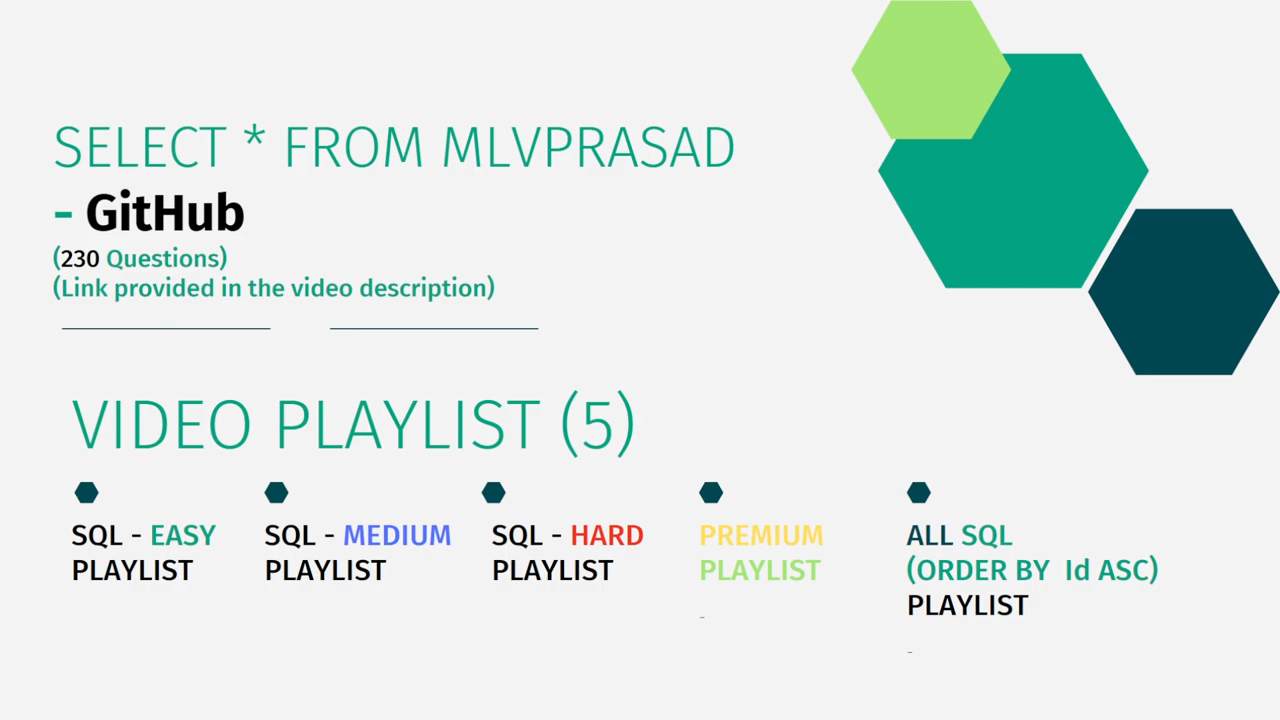 SELECT * FROM MLVPRASAD
- GitHub
(230 Questions)
(Link provided in the video description)
VIDEO PLAYLIST (5)
SQL - EASY
PLAYLIST
SQL - MEDIUM
PLAYLIST
SQL - HARD
PLAYLIST
PREMIUM
PLAYLIST
-
ALL SQL
(ORDER BY Id ASC)
PLAYLIST
-